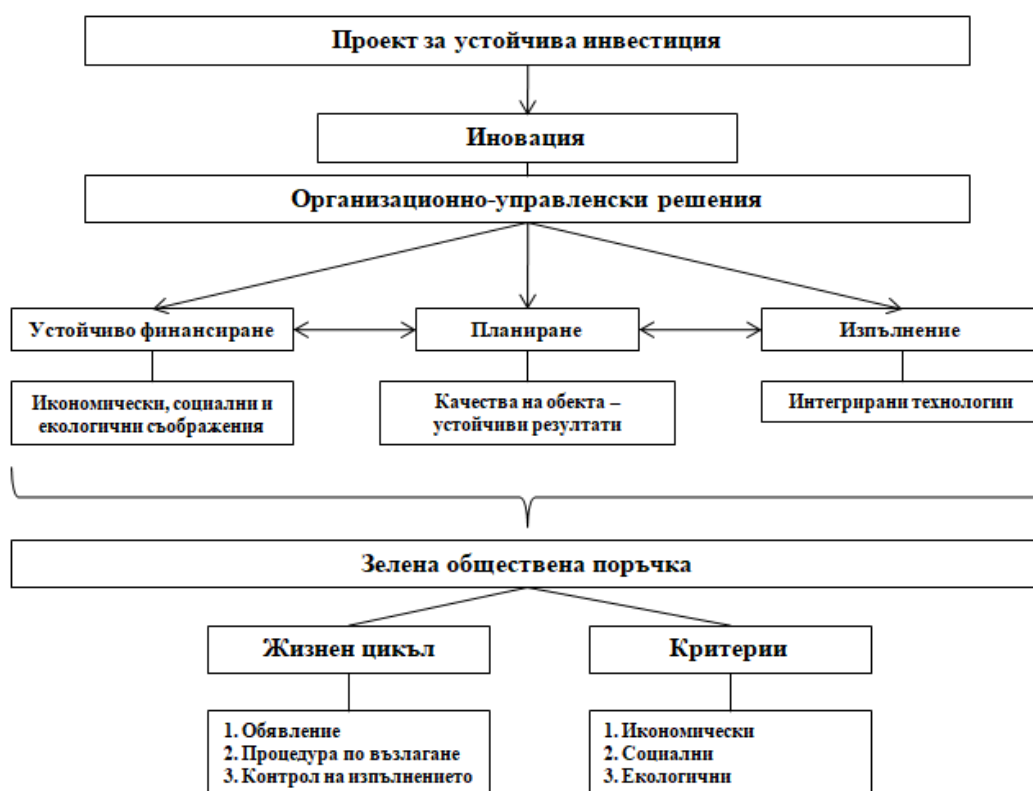 Проект за устойчива инвестиция
Иновация
Организационно-управленски решения
Устойчиво финансиране
Планиране
Изпълнение
Икономически, социални и
екологични съображения
Качества на обекта –
устойчиви резултати
Интегрирани технологии
Зелена обществена поръчка
Жизнен цикъл
Критерии
1. Обявление
2. Процедура по възлагане
3. Контрол на изпълнението
1. Икономически
2. Социални
3. Екологични